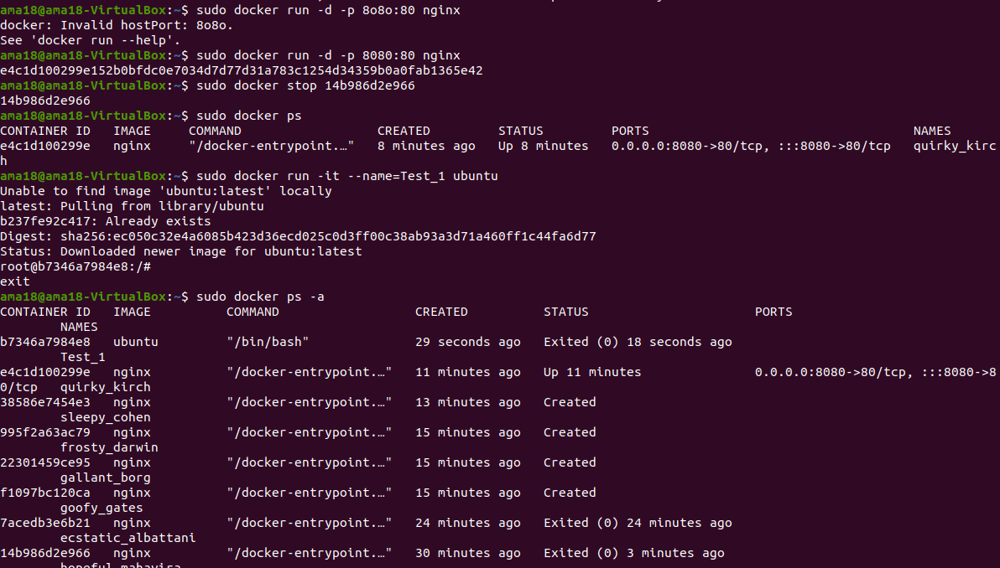 ama18@ama18-VirtualBox:~$ sudo docker run -d -p 8o8o:80 nginx
docker: Invalid hostPort: 8o8o.
See 'docker run --help'.
ama18@ama18-VirtualBox:~$ sudo docker run -d -p 8080:80 nginx
e4c1d100299e152b0bfdc0e7034d7d77d31a783c1254d34359b0a0fab1365e42
ama18@ama18-VirtualBox:~$ sudo docker stop 14b986d2e966
14b986d2e966
ama18@ama18-VirtualBox:~$ sudo docker ps
CONTAINER ID   IMAGE     COMMAND                  CREATED         STATUS         PORTS                                   NAMES
e4c1d100299e   nginx     "/docker-entrypoint.…"   8 minutes ago   Up 8 minutes   0.0.0.0:8080->80/tcp, :::8080->80/tcp   quirky_kirc
h
ama18@ama18-VirtualBox:~$ sudo docker run -it --name=Test_1 ubuntu
Unable to find image 'ubuntu:latest' locally
latest: Pulling from library/ubuntu
b237fe92c417: Already exists
Digest: sha256:ec050c32e4a6085b423d36ecd025c0d3ff00c38ab93a3d71a460ff1c44fa6d77
Status: Downloaded newer image for ubuntu:latest
root@b7346a7984e8:/#
exit
ama18@ama18-VirtualBox:~$ sudo docker ps -a
CONTAINER ID   IMAGE          COMMAND                  CREATED          STATUS                      PORTS
        NAMES
b7346a7984e8   ubuntu         "/bin/bash"              29 seconds ago   Exited (0) 18 seconds ago
        Test_1
e4c1d100299e   nginx          "/docker-entrypoint.…"   11 minutes ago   Up 11 minutes               0.0.0.0:8080->80/tcp, :::8080->8
0/tcp   quirky_kirch
38586e7454e3   nginx          "/docker-entrypoint.…"   13 minutes ago   Created
        sleepy_cohen
995f2a63ac79   nginx          "/docker-entrypoint.…"   15 minutes ago   Created
        frosty_darwin
22301459ce95   nginx          "/docker-entrypoint.…"   15 minutes ago   Created
        gallant_borg
f1097bc120ca   nginx          "/docker-entrypoint.…"   15 minutes ago   Created
        goofy_gates
7acedb3e6b21   nginx          "/docker-entrypoint.…"   24 minutes ago   Exited (0) 24 minutes ago
        ecstatic_albattani
14b986d2e966   nginx          "/docker-entrypoint.…"   30 minutes ago   Exited (0) 3 minutes ago
        hopeful_mahavira